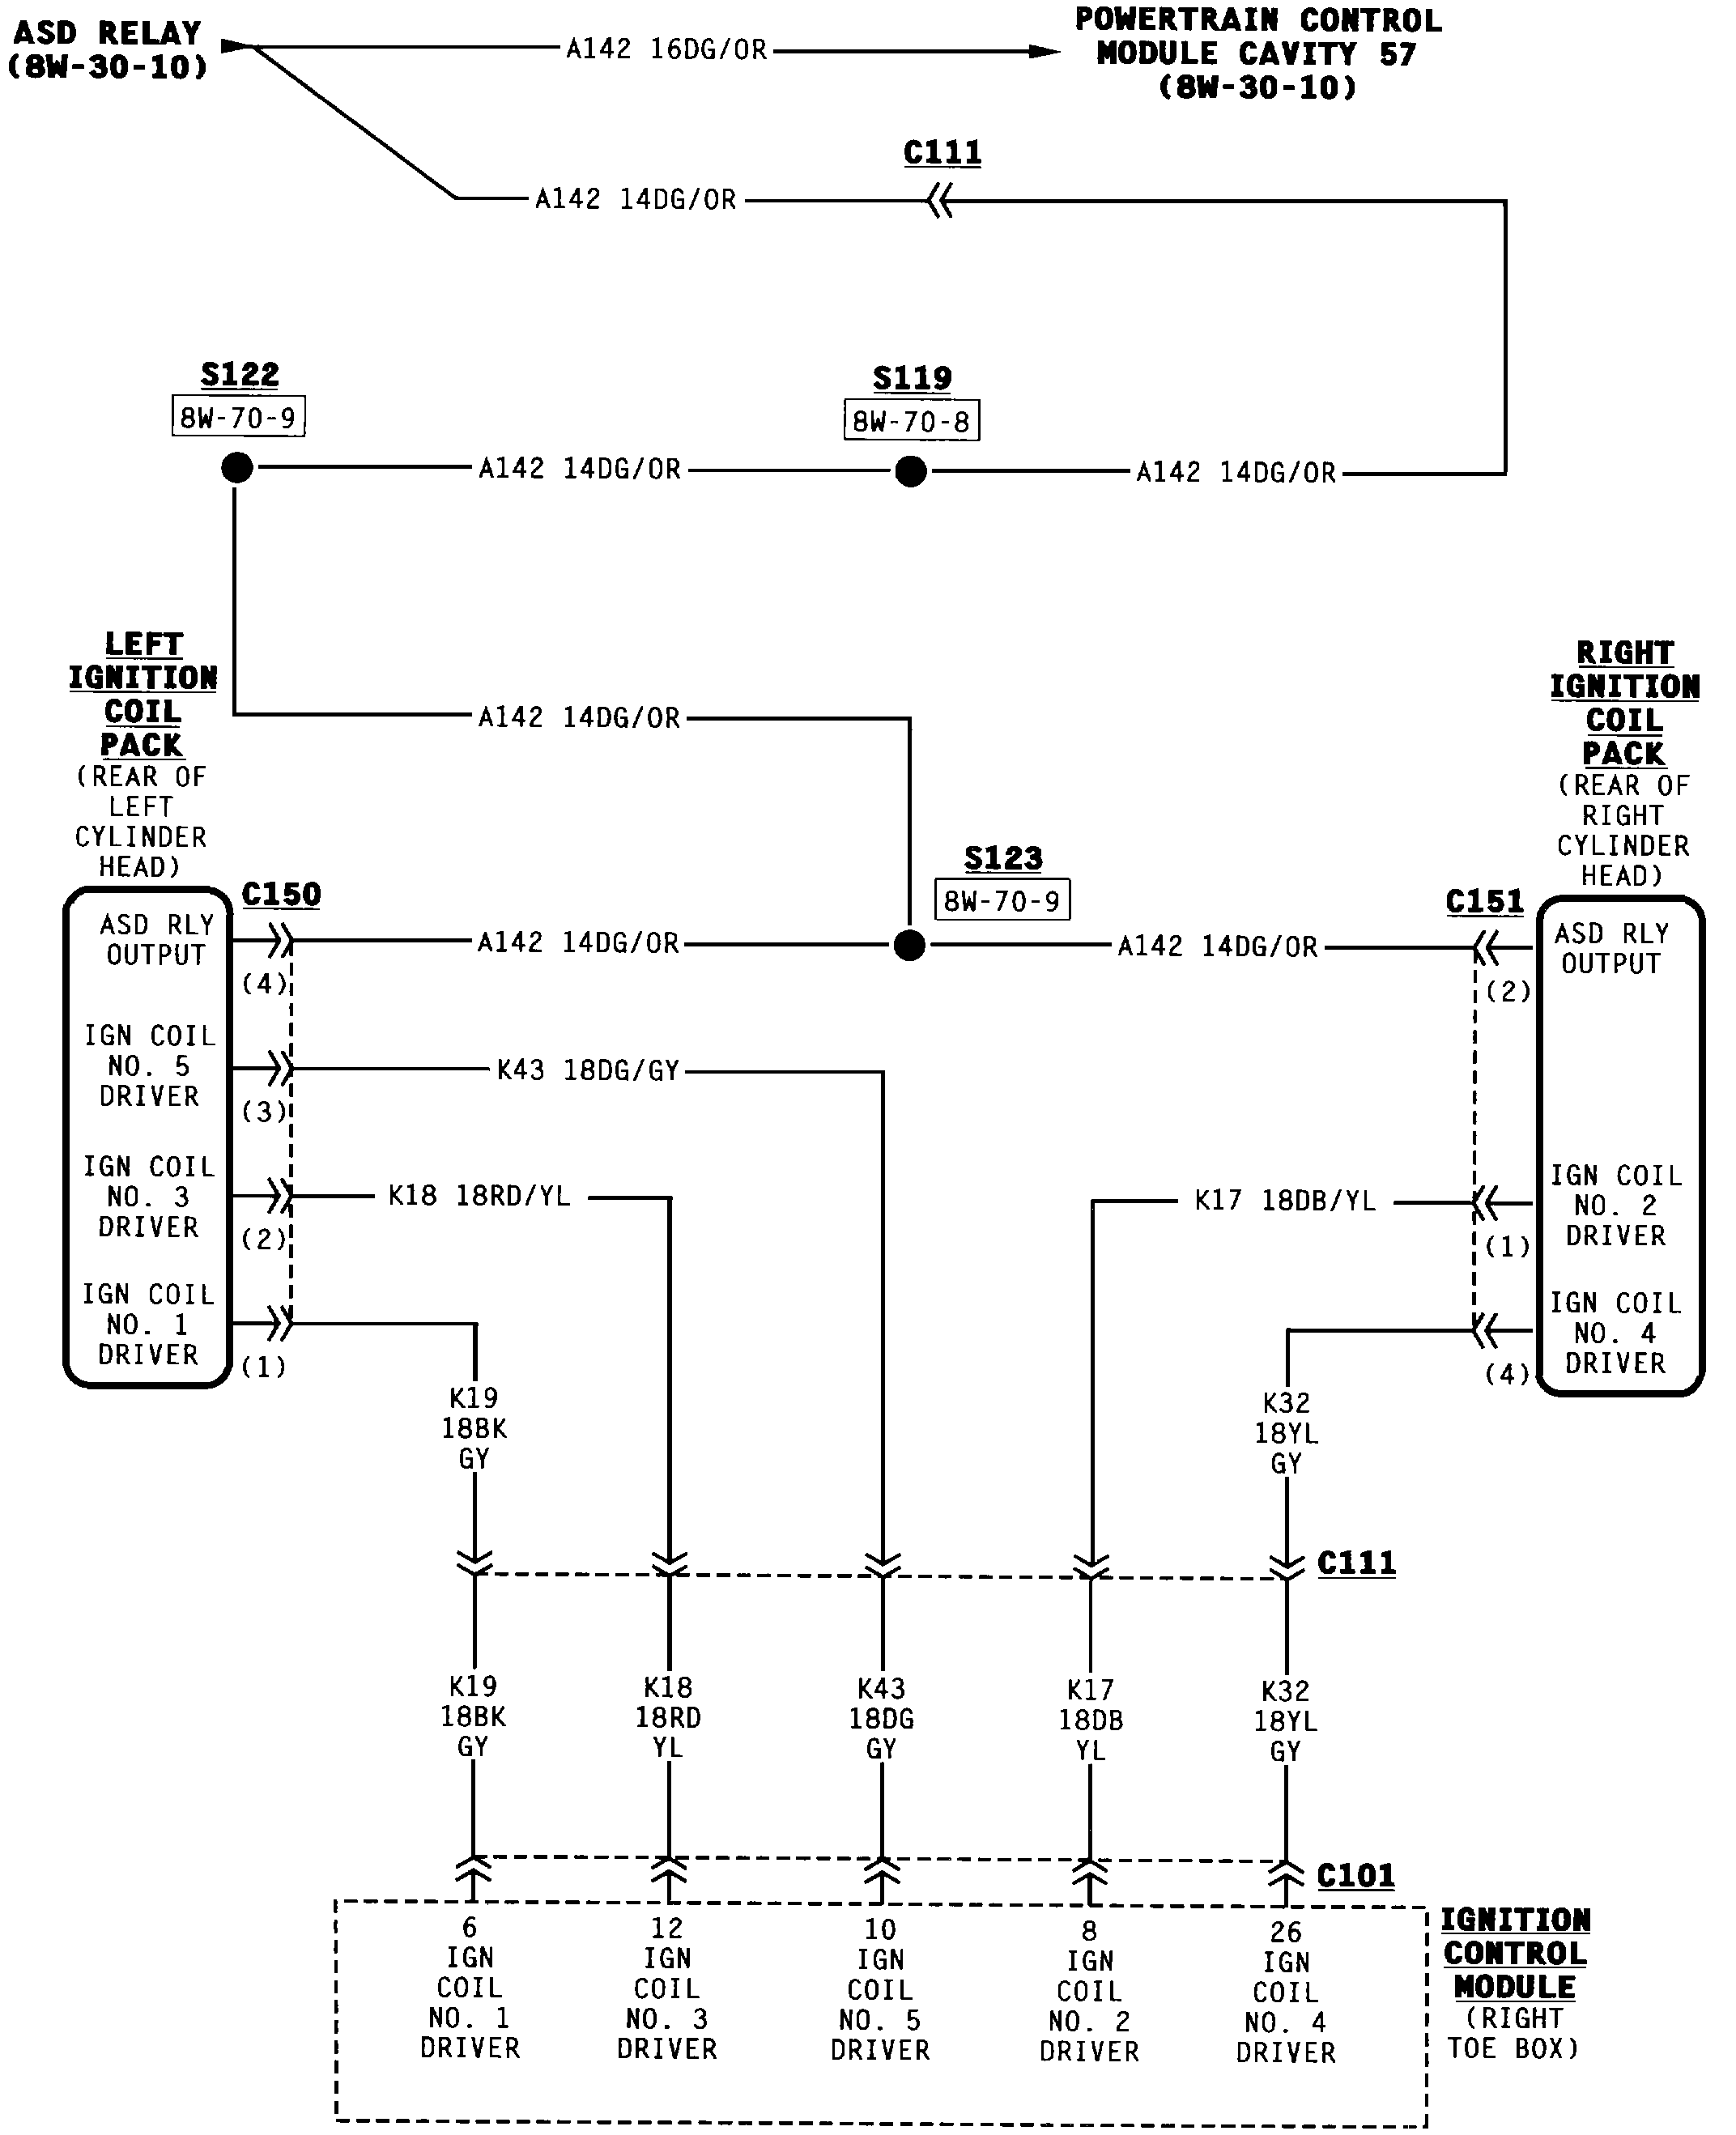 ASD RELAY
(8W-30-10)
A142 16DG/OR
POWERTRAIN CONTROL
MODULE CAVITY 57
(8W-30-10)
C111
A142 14DG/OR
S122
8W-70-9
S119
8W-70-8
A142 14DG/OR
A142 14DG/OR
LEFT
IGNITION
COIL
PACK
(REAR OF
LEFT
CYLINDER
HEAD)
RIGHT
IGNITION
COIL
PACK
(REAR OF
RIGHT
CYLINDER
HEAD)
A142 14DG/OR
S123
8W-70-9
C150
C151
ASD RLY
OUTPUT
(4)
A142 14DG/OR
A142 14DG/OR
(2)
ASD RLY
OUTPUT
IGN COIL
NO. 5
DRIVER
(3)
K43 18DG/GY
IGN COIL
NO. 3
DRIVER
(2)
K18 18RD/YL
K17 18DB/YL
(1)
IGN COIL
NO. 2
DRIVER
IGN COIL
NO. 1
DRIVER
(1)
(4)
IGN COIL
NO. 4
DRIVER
K19
18BK
GY
K32
18YL
GY
C111
K19
18BK
GY
K18
18RD
YL
K43
18DG
GY
K17
18DB
YL
K32
18YL
GY
C101
6
IGN
COIL
NO. 1
DRIVER
12
IGN
COIL
NO. 3
DRIVER
10
IGN
COIL
NO. 5
DRIVER
8
IGN
COIL
NO. 2
DRIVER
26
IGN
COIL
NO. 4
DRIVER
IGNITION
CONTROL
MODULE
(RIGHT
TOE BOX)